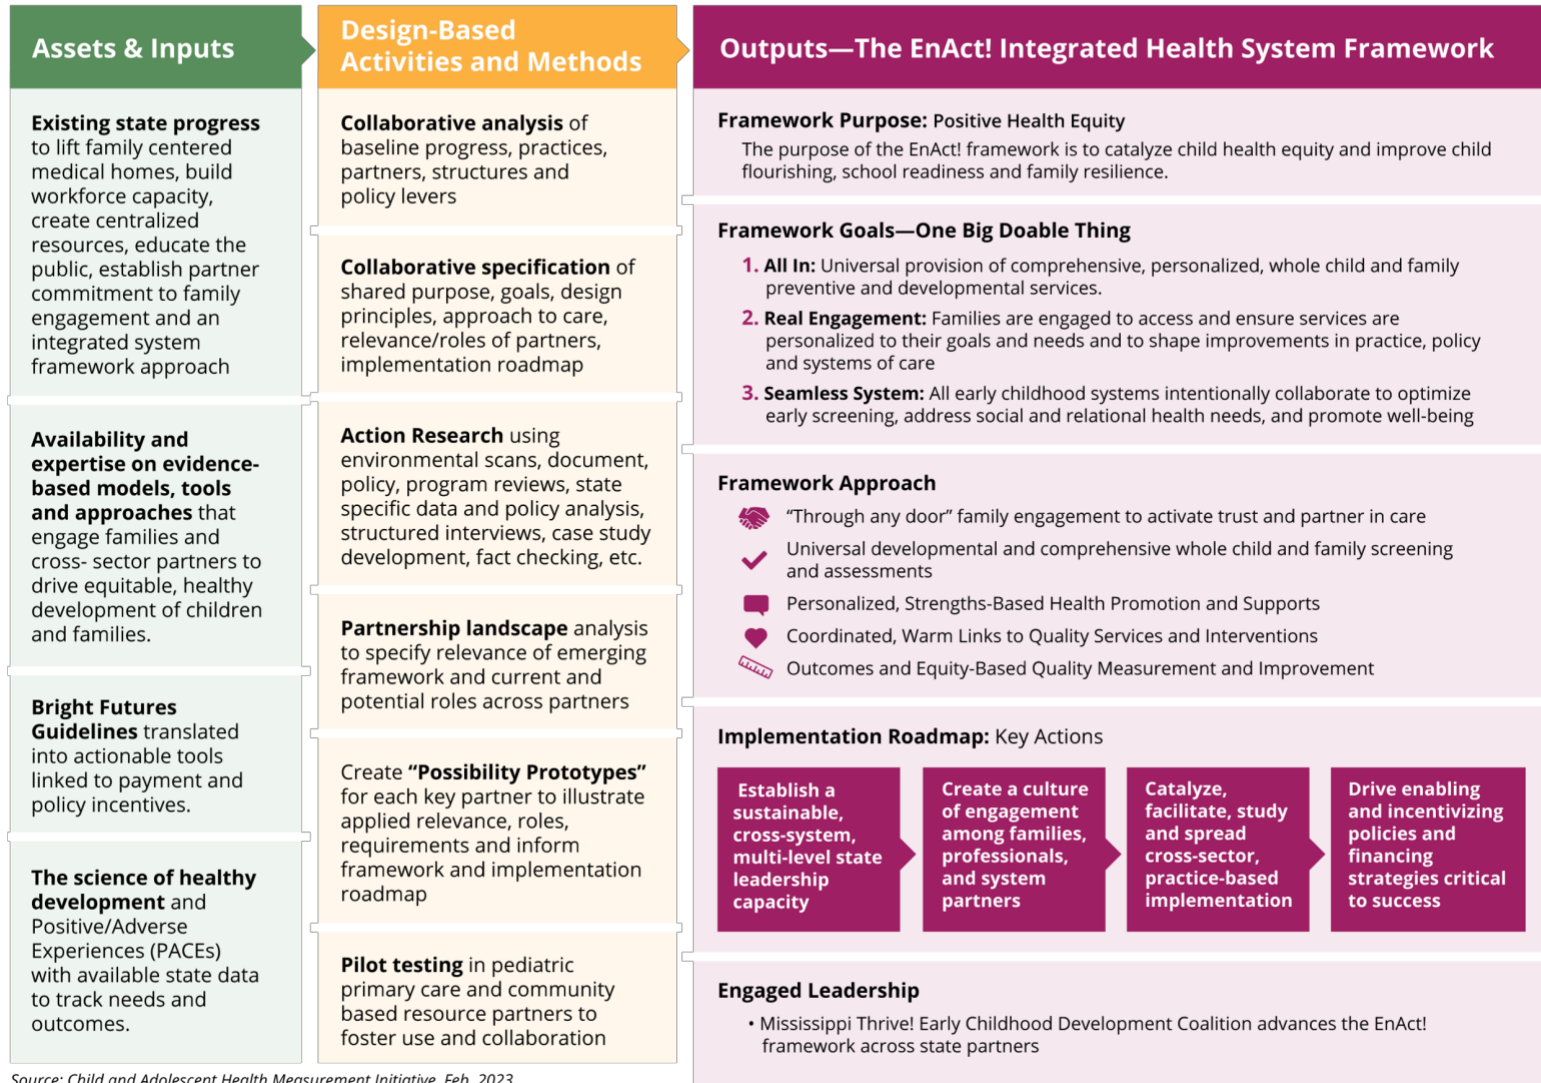 Assets & Inputs
Existing state progress
to lift family centered
medical homes, build
workforce capacity,
create centralized
resources, educate the
public, establish partner
commitment to family
engagement and an
integrated system
framework approach
Availability and
expertise on evidence-
based models, tools
and approaches that
engage families and
cross- sector partners to
drive equitable, healthy
development of children
and families.
Bright Futures
Guidelines translated
into actionable tools
linked to payment and
policy incentives.
The science of healthy
development and
Positive/Adverse
Experiences (PACEs)
with available state data
to track needs and
outcomes.
Design-Based
Activities and Methods
Collaborative analysis of
baseline progress, practices,
partners, structures and
policy levers
Collaborative specification of
shared purpose, goals, design
principles, approach to care,
relevance/roles of partners,
implementation roadmap
Action Research using
environmental scans, document,
policy, program reviews, state
specific data and policy analysis,
structured interviews, case study
development, fact checking, etc.
Partnership landscape analysis
to specify relevance of emerging
framework and current and
potential roles across partners
Create “Possibility Prototypes”
for each key partner to illustrate
applied relevance, roles,
requirements and inform
framework and implementation
roadmap
Pilot testing in pediatric
primary care and community
based resource partners to
foster use and collaboration
Outputs—The EnAct! Integrated Health System Framework
Framework Purpose: Positive Health Equity
The purpose of the EnAct! framework is to catalyze child health equity and improve child
flourishing, school readiness and family resilience.
Framework Goals—One Big Doable Thing
1. All In: Universal provision of comprehensive, personalized, whole child and family
preventive and developmental services.
2. Real Engagement: Families are engaged to access and ensure services are
personalized to their goals and needs and to shape improvements in practice, policy
and systems of care
3. Seamless System: All early childhood systems intentionally collaborate to optimize
early screening, address social and relational health needs, and promote well-being
Framework Approach
“Through any door” family engagement to activate trust and partner in care
Universal developmental and comprehensive whole child and family screening
and assessments
Personalized, Strengths-Based Health Promotion and Supports
Coordinated, Warm Links to Quality Services and Interventions
Outcomes and Equity-Based Quality Measurement and Improvement
Implementation Roadmap: Key Actions
Establish a
sustainable,
cross-system,
multi-level state
leadership
capacity
Create a culture
of engagement
among families,
professionals,
and system
partners
Catalyze,
facilitate, study
and spread
cross-sector,
practice-based
implementation
Drive enabling
and incentivizing
policies and
financing
strategies critical
to success
Engaged Leadership
• Mississippi Thrive! Early Childhood Development Coalition advances the EnAct!
framework across state partners
Source: Child and Adolescent Health Measurement Initiative, Feb. 2023